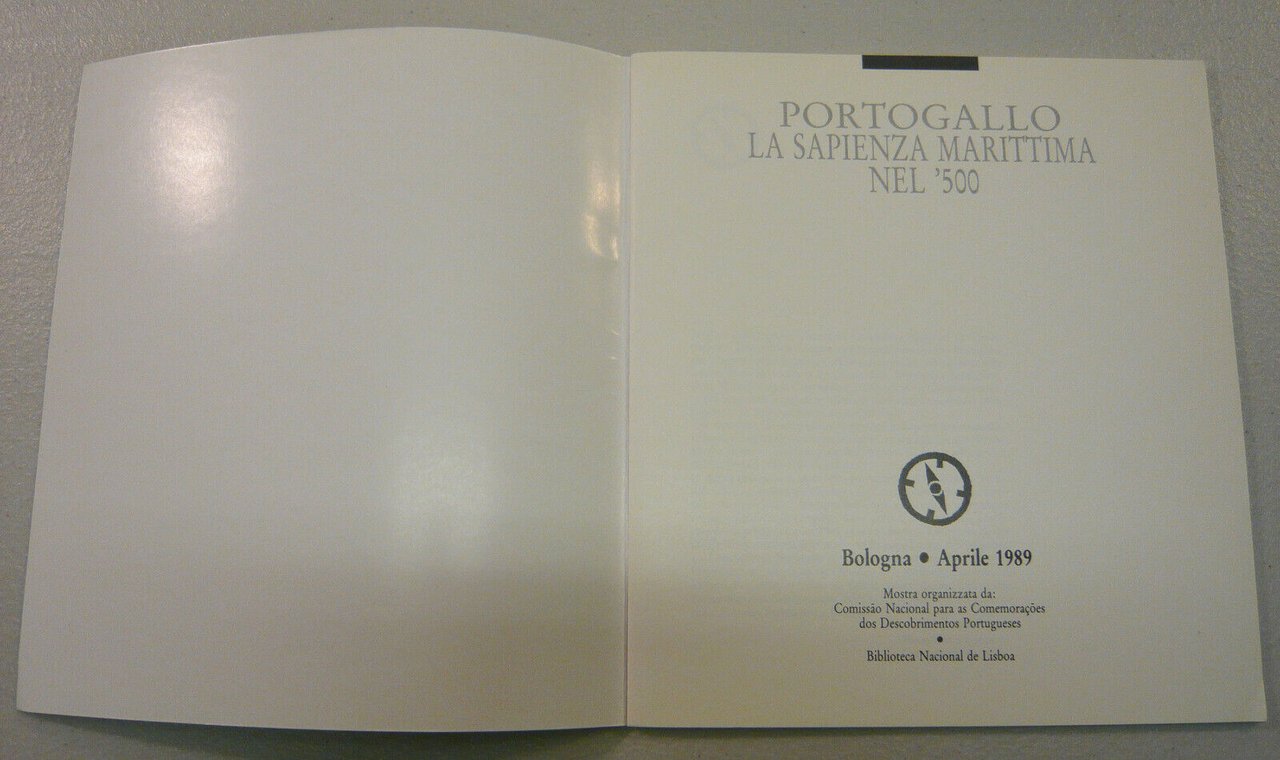 PORTOGALLO
LA SAPIENZA MARITTIMA
NEL '500
Bologna • Aprile 1989
Mostra organizzata da:
Comissão Nacional para as Comemorações
dos Descobrimentos Portugueses
•
Biblioteca Nacional de Lisboa